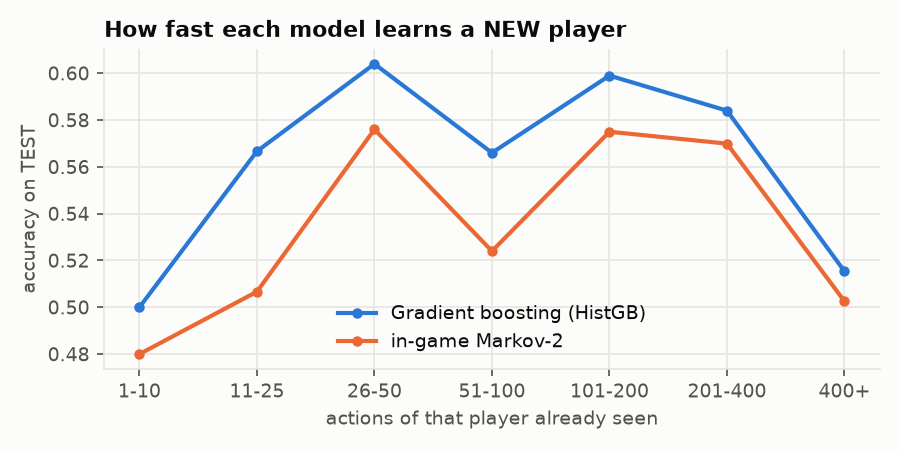 How fast each model learns a NEW player
accuracy on TEST
0.60
0.58
0.56
0.54
0.52
0.50
0.48
Gradient boosting (HistGB)
in-game Markov-2
1-10 11-25 26-50 51-100 101-200 201-400 400+
actions of that player already seen